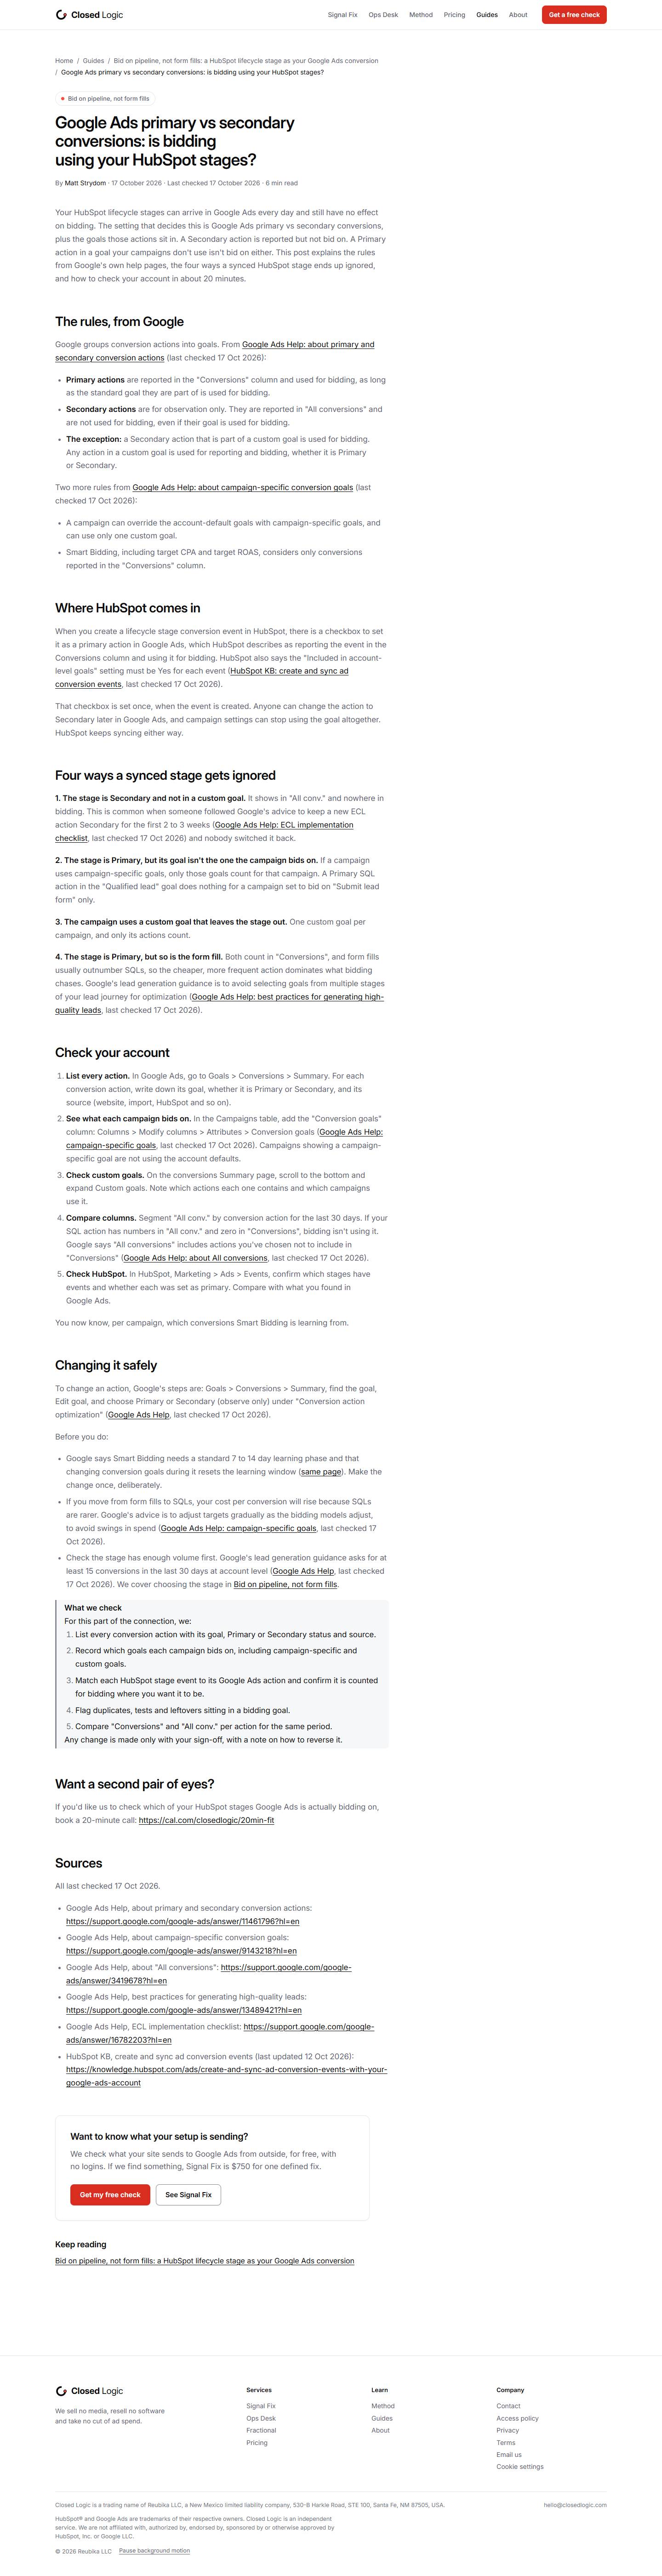 Closed Logic
Signal Fix Ops Desk Method Pricing Guides About Get a free check
Home / Guides / Bid on pipeline, not form fills: a HubSpot lifecycle stage as your Google Ads conversion
/ Google Ads primary vs secondary conversions: is bidding using your HubSpot stages?
Bid on pipeline, not form fills
Google Ads primary vs secondary
conversions: is bidding
using your HubSpot stages?
By Matt Strydom · 17 October 2026 · Last checked 17 October 2026 · 6 min read
Your HubSpot lifecycle stages can arrive in Google Ads every day and still have no effect
on bidding. The setting that decides this is Google Ads primary vs secondary conversions,
plus the goals those actions sit in. A Secondary action is reported but not bid on. A Primary
action in a goal your campaigns don't use isn't bid on either. This post explains the rules
from Google's own help pages, the four ways a synced HubSpot stage ends up ignored,
and how to check your account in about 20 minutes.
The rules, from Google
Google groups conversion actions into goals. From Google Ads Help: about primary and
secondary conversion actions (last checked 17 Oct 2026):
• Primary actions are reported in the "Conversions" column and used for bidding, as long
as the standard goal they are part of is used for bidding.
• Secondary actions are for observation only. They are reported in "All conversions" and
are not used for bidding, even if their goal is used for bidding.
• The exception: a Secondary action that is part of a custom goal is used for bidding.
Any action in a custom goal is used for reporting and bidding, whether it is Primary
or Secondary.
Two more rules from Google Ads Help: about campaign-specific conversion goals (last
checked 17 Oct 2026):
• A campaign can override the account-default goals with campaign-specific goals, and
can use only one custom goal.
• Smart Bidding, including target CPA and target ROAS, considers only conversions
reported in the "Conversions" column.
Where HubSpot comes in
When you create a lifecycle stage conversion event in HubSpot, there is a checkbox to set
it as a primary action in Google Ads, which HubSpot describes as reporting the event in the
Conversions column and using it for bidding. HubSpot also says the "Included in account-
level goals" setting must be Yes for each event (HubSpot KB: create and sync ad
conversion events, last checked 17 Oct 2026).
That checkbox is set once, when the event is created. Anyone can change the action to
Secondary later in Google Ads, and campaign settings can stop using the goal altogether.
HubSpot keeps syncing either way.
Four ways a synced stage gets ignored
1. The stage is Secondary and not in a custom goal. It shows in "All conv." and nowhere in
bidding. This is common when someone followed Google's advice to keep a new ECL
action Secondary for the first 2 to 3 weeks (Google Ads Help: ECL implementation
checklist, last checked 17 Oct 2026) and nobody switched it back.
2. The stage is Primary, but its goal isn't the one the campaign bids on. If a campaign
uses campaign-specific goals, only those goals count for that campaign. A Primary SQL
action in the "Qualified lead" goal does nothing for a campaign set to bid on "Submit lead
form" only.
3. The campaign uses a custom goal that leaves the stage out. One custom goal per
campaign, and only its actions count.
4. The stage is Primary, but so is the form fill. Both count in "Conversions", and form fills
usually outnumber SQLs, so the cheaper, more frequent action dominates what bidding
chases. Google's lead generation guidance is to avoid selecting goals from multiple stages
of your lead journey for optimization (Google Ads Help: best practices for generating high-
quality leads, last checked 17 Oct 2026).
Check your account
1. List every action. In Google Ads, go to Goals > Conversions > Summary. For each
conversion action, write down its goal, whether it is Primary or Secondary, and its
source (website, import, HubSpot and so on).
2. See what each campaign bids on. In the Campaigns table, add the "Conversion goals"
column: Columns > Modify columns > Attributes > Conversion goals (Google Ads Help:
campaign-specific goals, last checked 17 Oct 2026). Campaigns showing a campaign-
specific goal are not using the account defaults.
3. Check custom goals. On the conversions Summary page, scroll to the bottom and
expand Custom goals. Note which actions each one contains and which campaigns
use it.
4. Compare columns. Segment "All conv." by conversion action for the last 30 days. If your
SQL action has numbers in "All conv." and zero in "Conversions", bidding isn't using it.
Google says "All conversions" includes actions you've chosen not to include in
"Conversions" (Google Ads Help: about All conversions, last checked 17 Oct 2026).
5. Check HubSpot. In HubSpot, Marketing > Ads > Events, confirm which stages have
events and whether each was set as primary. Compare with what you found in
Google Ads.
You now know, per campaign, which conversions Smart Bidding is learning from.
Changing it safely
To change an action, Google's steps are: Goals > Conversions > Summary, find the goal,
Edit goal, and choose Primary or Secondary (observe only) under "Conversion action
optimization" (Google Ads Help, last checked 17 Oct 2026).
Before you do:
• Google says Smart Bidding needs a standard 7 to 14 day learning phase and that
changing conversion goals during it resets the learning window (same page). Make the
change once, deliberately.
• If you move from form fills to SQLs, your cost per conversion will rise because SQLs
are rarer. Google's advice is to adjust targets gradually as the bidding models adjust,
to avoid swings in spend (Google Ads Help: campaign-specific goals, last checked 17
Oct 2026).
• Check the stage has enough volume first. Google's lead generation guidance asks for at
least 15 conversions in the last 30 days at account level (Google Ads Help, last checked
17 Oct 2026). We cover choosing the stage in Bid on pipeline, not form fills.
What we check
For this part of the connection, we:
1. List every conversion action with its goal, Primary or Secondary status and source.
2. Record which goals each campaign bids on, including campaign-specific and
custom goals.
3. Match each HubSpot stage event to its Google Ads action and confirm it is counted
for bidding where you want it to be.
4. Flag duplicates, tests and leftovers sitting in a bidding goal.
5. Compare "Conversions" and "All conv." per action for the same period.
Any change is made only with your sign-off, with a note on how to reverse it.
Want a second pair of eyes?
If you'd like us to check which of your HubSpot stages Google Ads is actually bidding on,
book a 20-minute call: https://cal.com/closedlogic/20min-fit
Sources
All last checked 17 Oct 2026.
• Google Ads Help, about primary and secondary conversion actions:
https://support.google.com/google-ads/answer/11461796?hl=en
• Google Ads Help, about campaign-specific conversion goals:
https://support.google.com/google-ads/answer/9143218?hl=en
• Google Ads Help, about "All conversions": https://support.google.com/google-
ads/answer/3419678?hl=en
• Google Ads Help, best practices for generating high-quality leads:
https://support.google.com/google-ads/answer/13489421?hl=en
• Google Ads Help, ECL implementation checklist: https://support.google.com/google-
ads/answer/16782203?hl=en
• HubSpot KB, create and sync ad conversion events (last updated 12 Oct 2026):
https://knowledge.hubspot.com/ads/create-and-sync-ad-conversion-events-with-your-
google-ads-account
Want to know what your setup is sending?
We check what your site sends to Google Ads from outside, for free, with
no logins. If we find something, Signal Fix is $750 for one defined fix.
Get my free check See Signal Fix
Keep reading
Bid on pipeline, not form fills: a HubSpot lifecycle stage as your Google Ads conversion
Closed Logic
We sell no media, resell no software
and take no cut of ad spend.
Services
Signal Fix
Ops Desk
Fractional
Pricing
Learn
Method
Guides
About
Company
Contact
Access policy
Privacy
Terms
Email us
Cookie settings
Closed Logic is a trading name of Reubika LLC, a New Mexico limited liability company, 530-B Harkle Road, STE 100, Santa Fe, NM 87505, USA.
hello@closedlogic.com
HubSpot® and Google Ads are trademarks of their respective owners. Closed Logic is an independent
service. We are not affiliated with, authorized by, endorsed by, sponsored by or otherwise approved by
HubSpot, Inc. or Google LLC.
© 2026 Reubika LLC Pause background motion